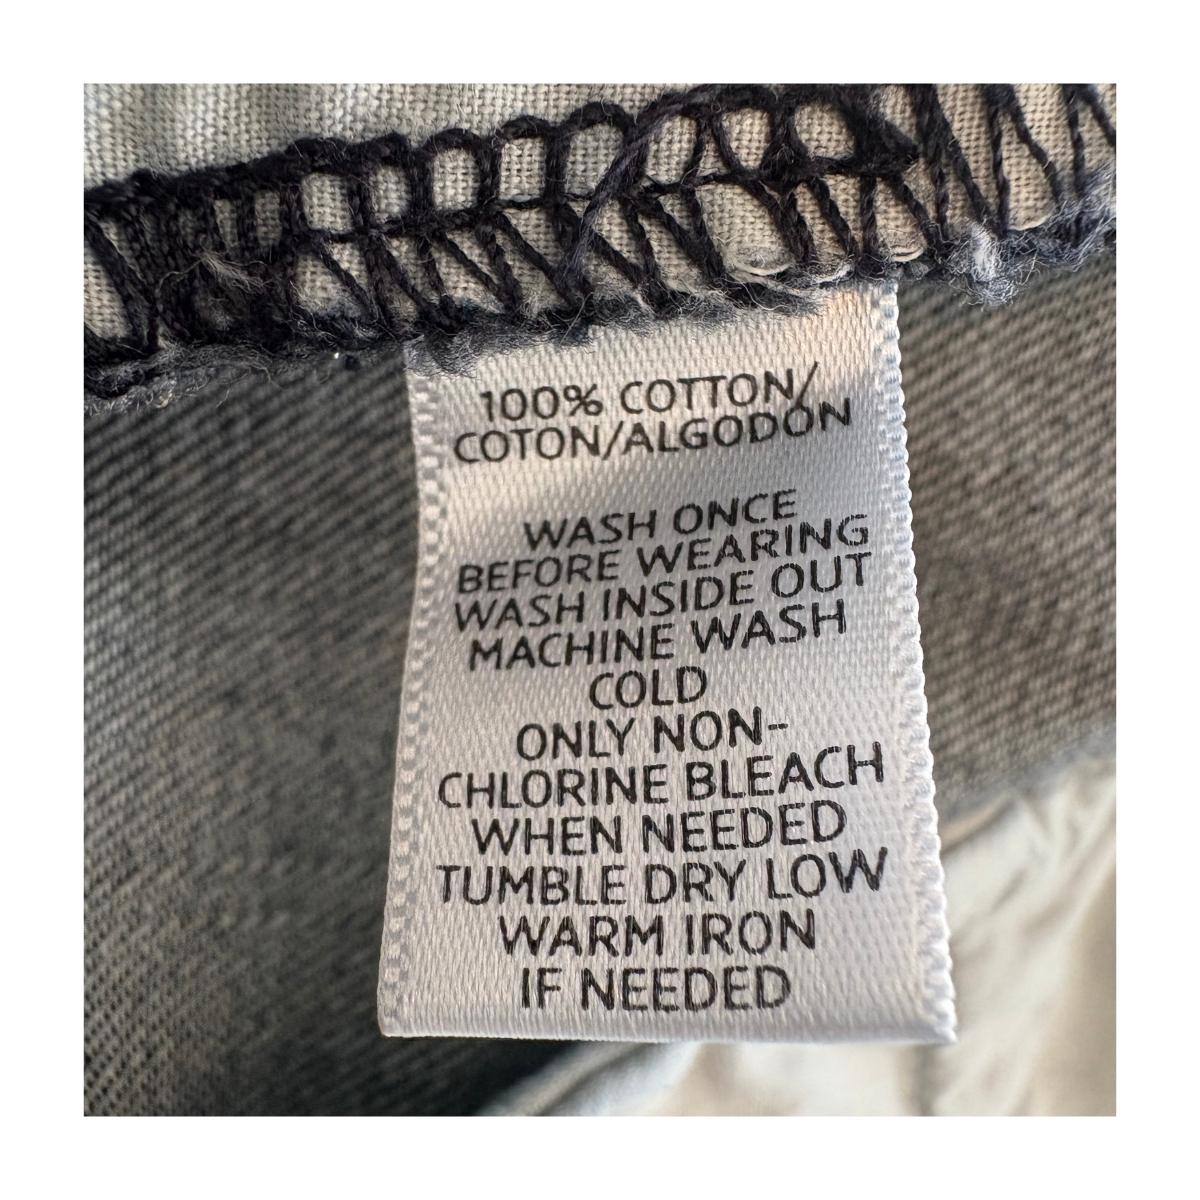 100% COTTON/
COTON/ALGODÓN
WASH ONCE
BEFORE WEARING
WASH INSIDE OUT
MACHINE WASH
COLD
ONLY NON-
CHLORINE BLEACH
WHEN NEEDED
TUMBLE DRY LOW
WARM IRON
IF NEEDED